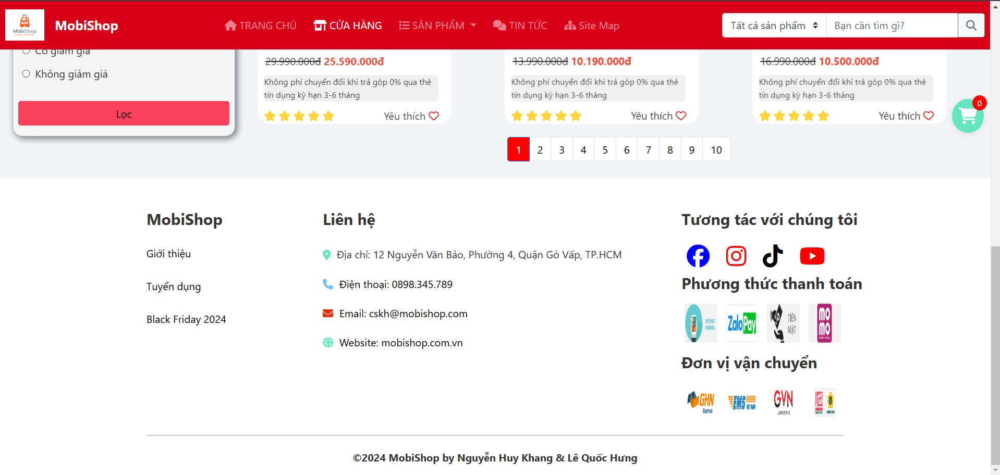 MobiShop
MobiShop
TRANG CHỦ
CỬA HÀNG
SẢN PHẨM
TIN TỨC
Site Map
Tất cả sản phẩm
Bạn cần tìm gì?
Có giảm giá
Không giảm giá
Lọc
29.990.000đ 25.590.000đ
Không phí chuyển đổi khi trả góp 0% qua thẻ
tín dụng kỳ hạn 3-6 tháng
Yêu thích
13.990.000đ 10.190.000đ
Không phí chuyển đổi khi trả góp 0% qua thẻ
tín dụng kỳ hạn 3-6 tháng
Yêu thích
16.990.000đ 10.500.000đ
Không phí chuyển đổi khi trả góp 0% qua thẻ
tín dụng kỳ hạn 3-6 tháng
Yêu thích
0
1 2 3 4 5 6 7 8 9 10
MobiShop
Giới thiệu
Tuyển dụng
Black Friday 2024
Liên hệ
Địa chỉ: 12 Nguyễn Văn Bảo, Phường 4, Quận Gò Vấp, TP.HCM
Điện thoại: 0898.345.789
Email: cskh@mobishop.com
Website: mobishop.com.vn
Tương tác với chúng tôi
Phương thức thanh toán
INTERNET
BANKING
ZaloPay
TIỀN
MẶT
MOMO
Đơn vị vận chuyển
GHN
Express
EMS
VIET NAM
GVN
LOGISTIC
©2024 MobiShop by Nguyễn Huy Khang & Lê Quốc Hưng